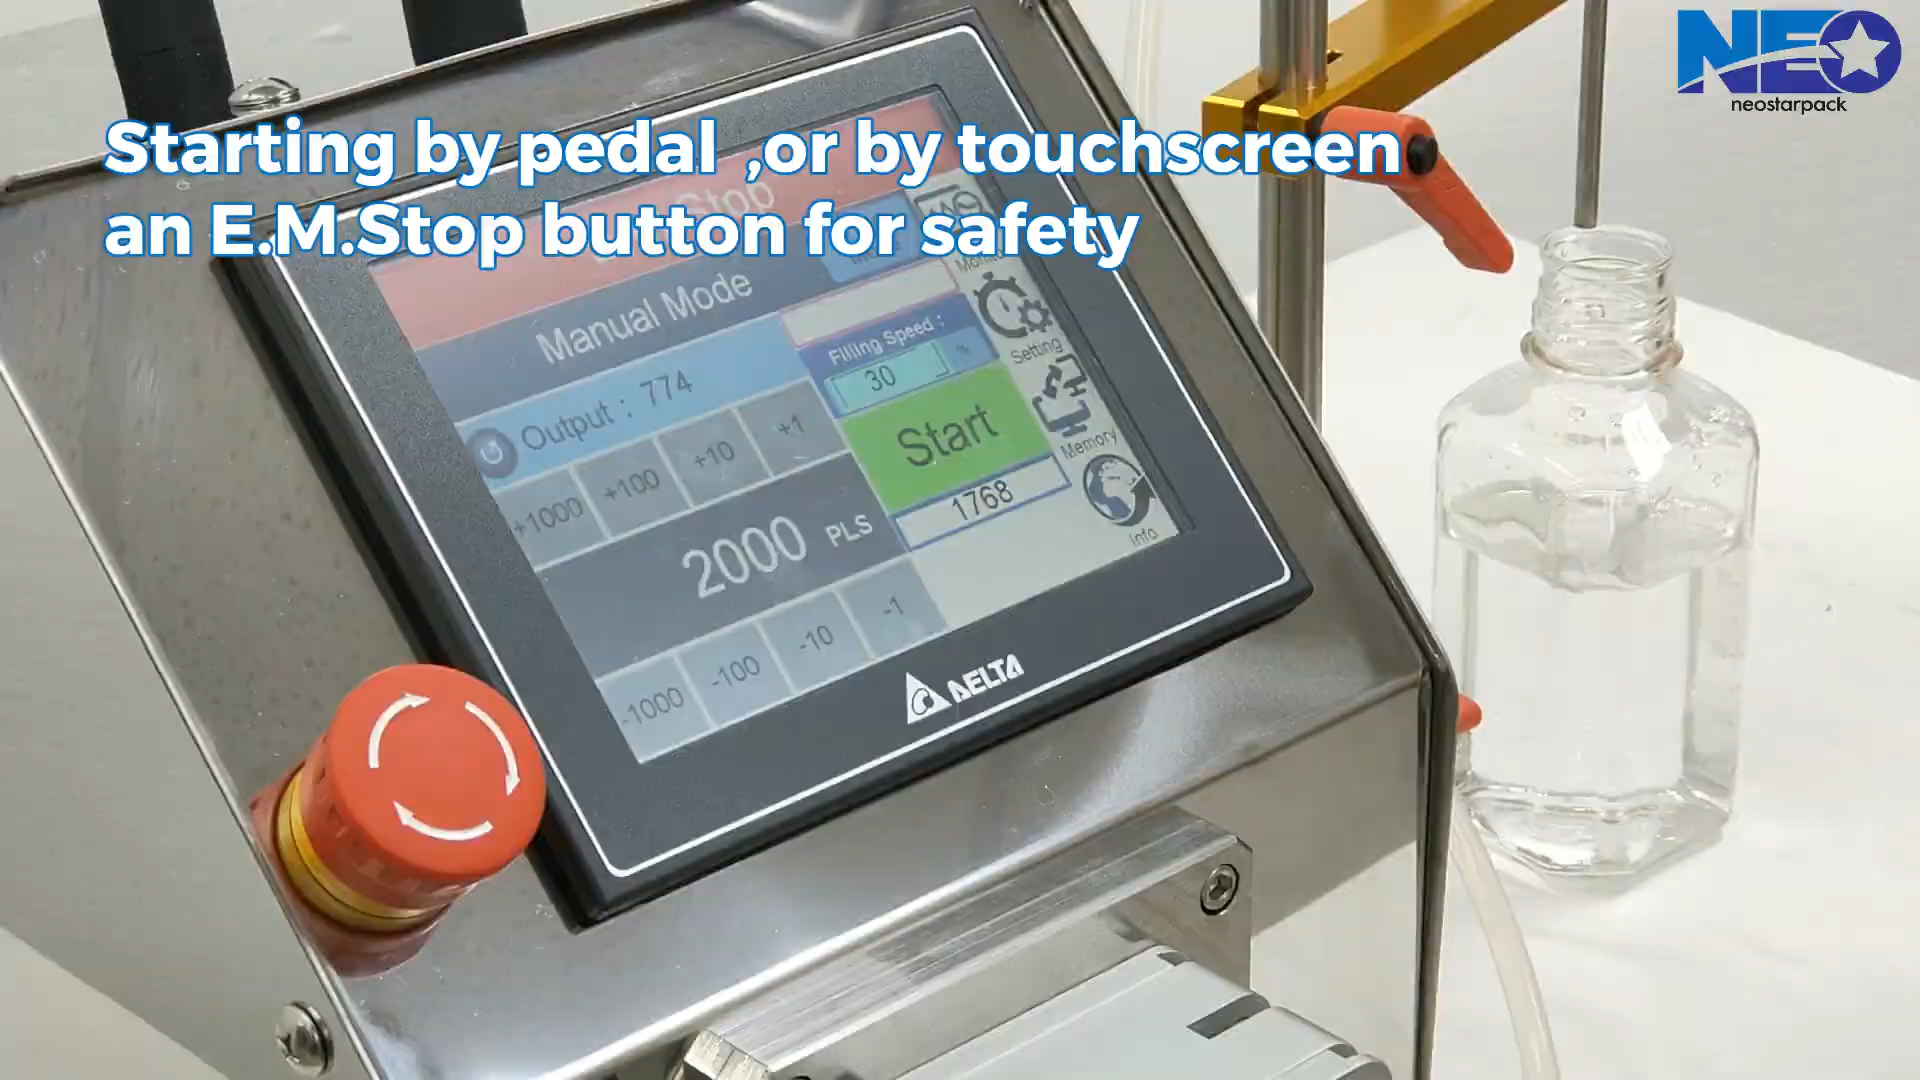 NEO
neostarpack
Starting by pedal ,or by touchscreen
an E.M.Stop button for safety
Stop
Manual Mode
Output : 774
+1000 +100 +10 +1
2000 PLS
-1000 -100 -10 -1
Filling Speed :
30 %
Start
1768
Setting
Memory
Info
DELTA